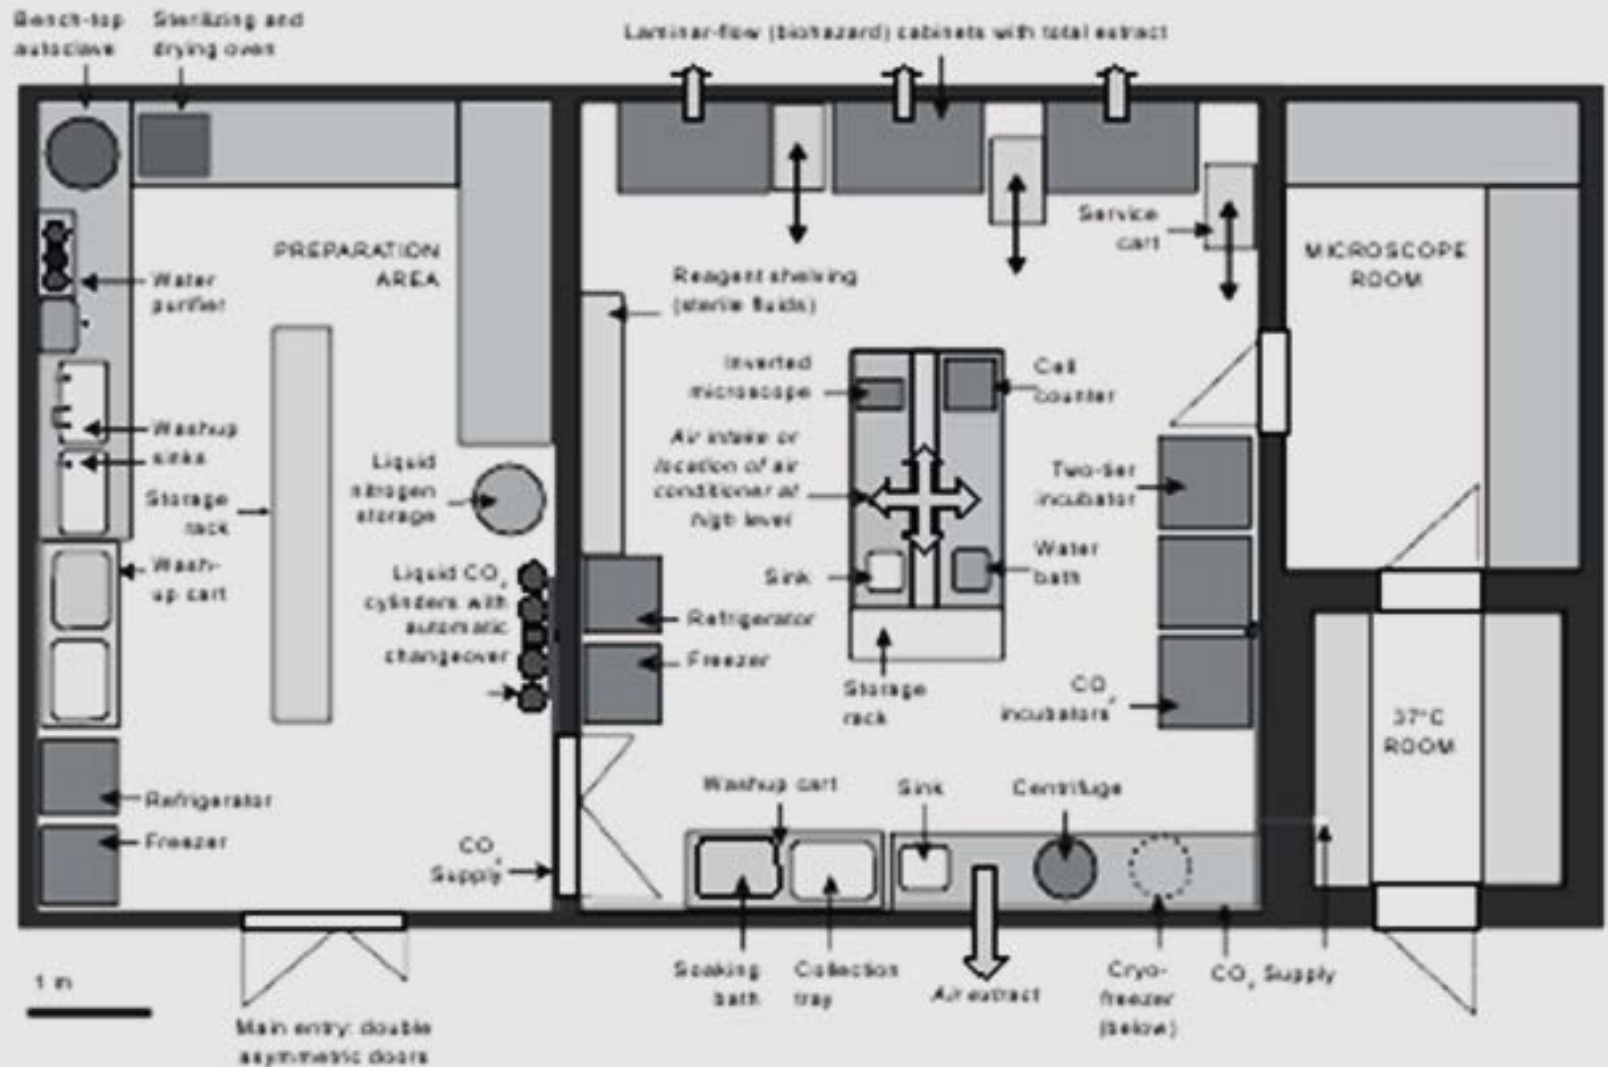 Bench-top
autoclave
Sterilizing and
drying oven
Laminar-flow (biohazard) cabinets with total extract
PREPARATION
AREA
Water
purifier
Washup
sinks
Storage
rack
Wash-
up cart
Liquid
nitrogen
storage
Liquid CO₂
cylinders with
automatic
changeover
Refrigerator
Freezer
CO₂
Supply
Reagent shelving
(sterile fluids)
Service
cart
Inverted
microscope
Cell
counter
Air intake or
location of air
conditioner at
high level
Two-tier
incubator
Sink
Water
bath
Refrigerator
Freezer
Storage
rack
CO₂
incubators
Washup cart
Sink
Centrifuge
MICROSCOPE
ROOM
37°C
ROOM
1 m
Main entry: double
asymmetric doors
Soaking
bath
Collection
tray
Air extract
Cryo-
freezer
(below)
CO₂ Supply